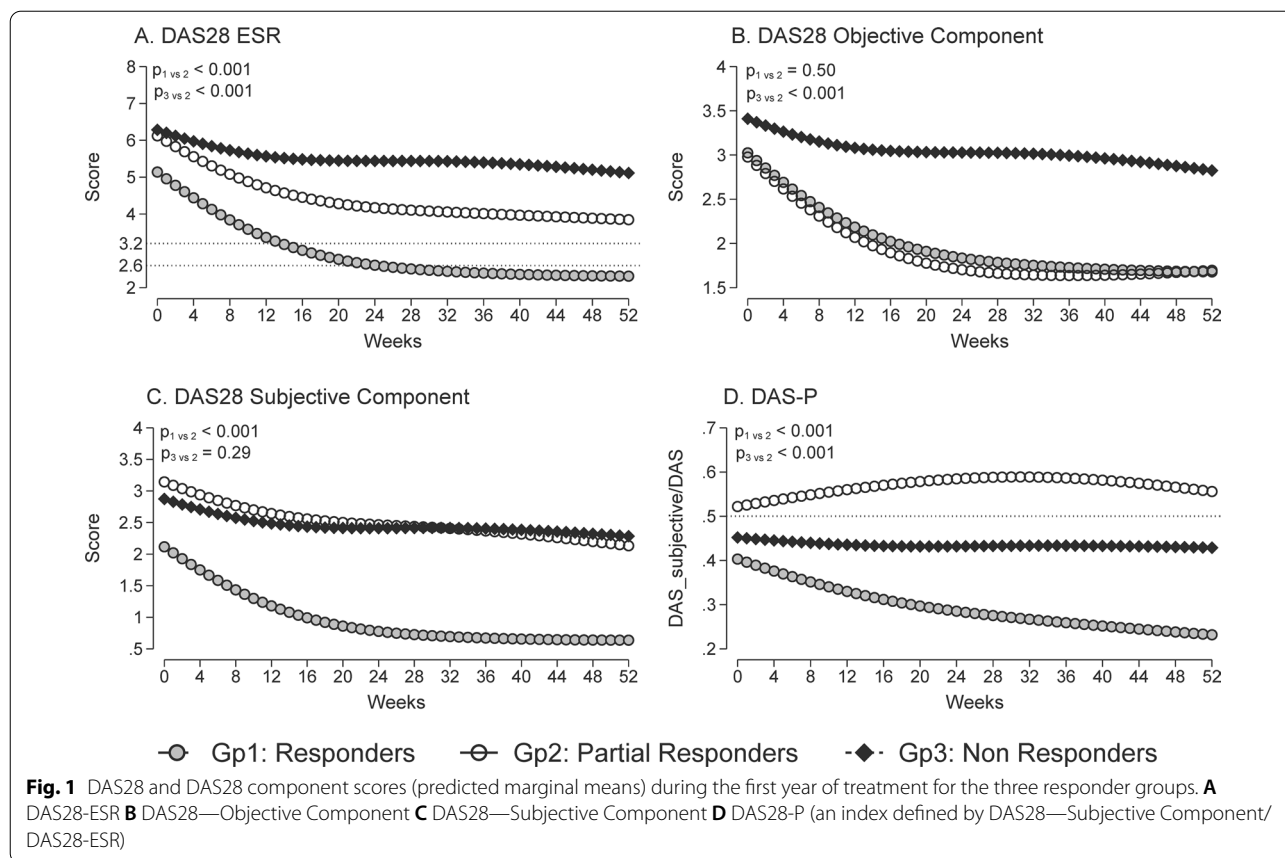 A. DAS28 ESR
8
7
6
5
4
3.2
2.6
2
Score
p1 vs 2 < 0.001
p3 vs 2 < 0.001
0 4 8 12 16 20 24 28 32 36 40 44 48 52
Weeks
B. DAS28 Objective Component
4
3.5
3
2.5
2
1.5
Score
p1 vs 2 = 0.50
p3 vs 2 < 0.001
0 4 8 12 16 20 24 28 32 36 40 44 48 52
Weeks
C. DAS28 Subjective Component
4
3.5
3
2.5
2
1.5
1
.5
Score
p1 vs 2 < 0.001
p3 vs 2 = 0.29
0 4 8 12 16 20 24 28 32 36 40 44 48 52
Weeks
D. DAS-P
.7
.6
.5
.4
.3
.2
DAS_subjective/DAS
p1 vs 2 < 0.001
p3 vs 2 < 0.001
0 4 8 12 16 20 24 28 32 36 40 44 48 52
Weeks
Gp1: Responders Gp2: Partial Responders Gp3: Non Responders
Fig. 1 DAS28 and DAS28 component scores (predicted marginal means) during the first year of treatment for the three responder groups. A
DAS28-ESR B DAS28—Objective Component C DAS28—Subjective Component D DAS28-P (an index defined by DAS28—Subjective Component/
DAS28-ESR)